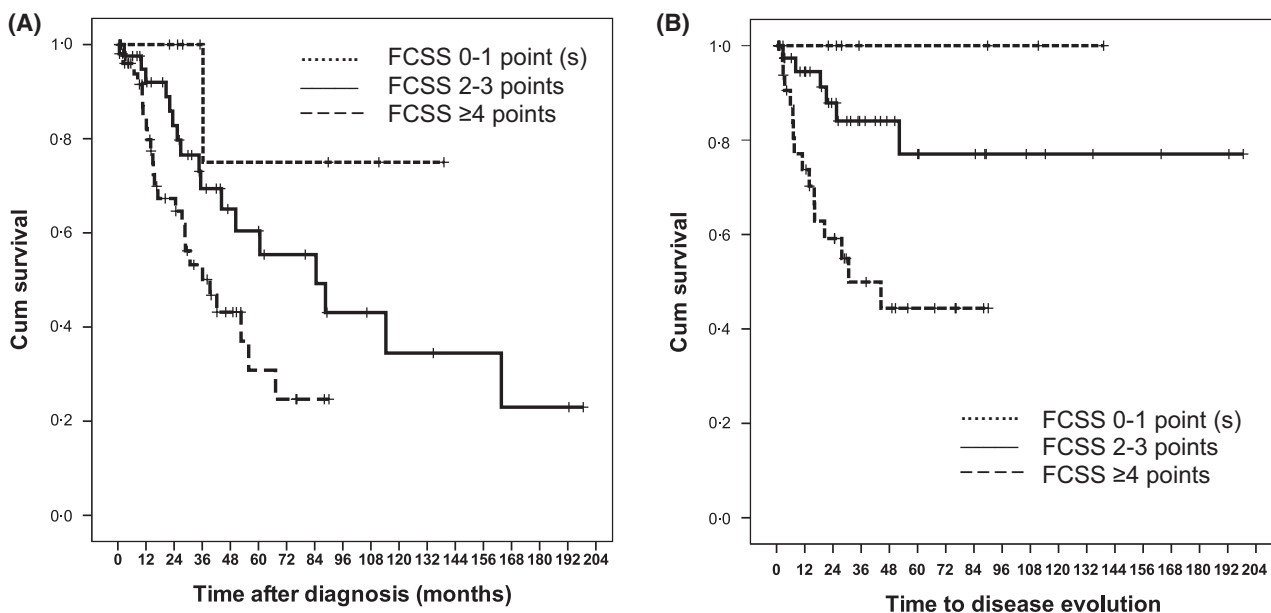 (A)
Cum survival
1·0
0·8
0·6
0·4
0·2
0·0
FCSS 0-1 point (s)
FCSS 2-3 points
FCSS ≥4 points
0 12 24 36 48 60 72 84 96 108 120 132 144 156 168 180 192 204
Time after diagnosis (months)
(B)
Cum survival
1·0
0·8
0·6
0·4
0·2
0·0
FCSS 0-1 point (s)
FCSS 2-3 points
FCSS ≥4 points
0 12 24 36 48 60 72 84 96 108 120 132 144 156 168 180 192 204
Time to disease evolution